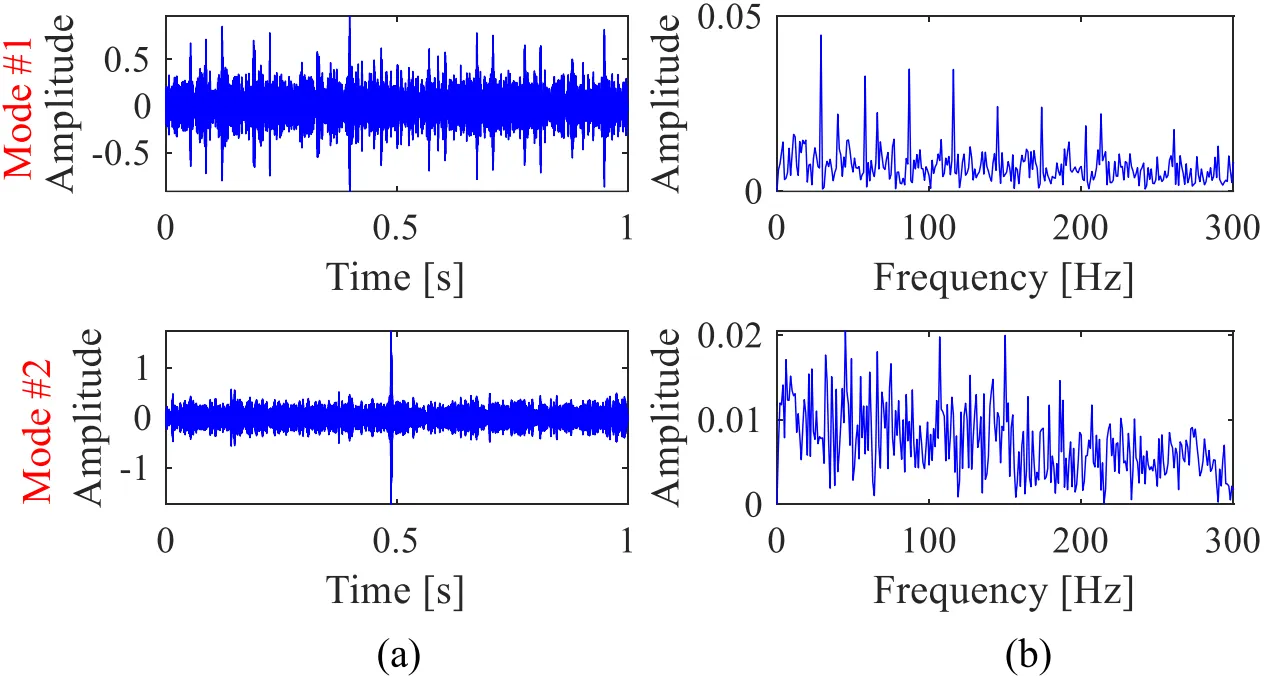 Mode #1
Amplitude
0.5
0
-0.5
0 0.5 1
Time [s]
Amplitude
0.05
0
0 100 200 300
Frequency [Hz]
Mode #2
Amplitude
1
0
-1
0 0.5 1
Time [s]
Amplitude
0.02
0.01
0
0 100 200 300
Frequency [Hz]
(a) (b)